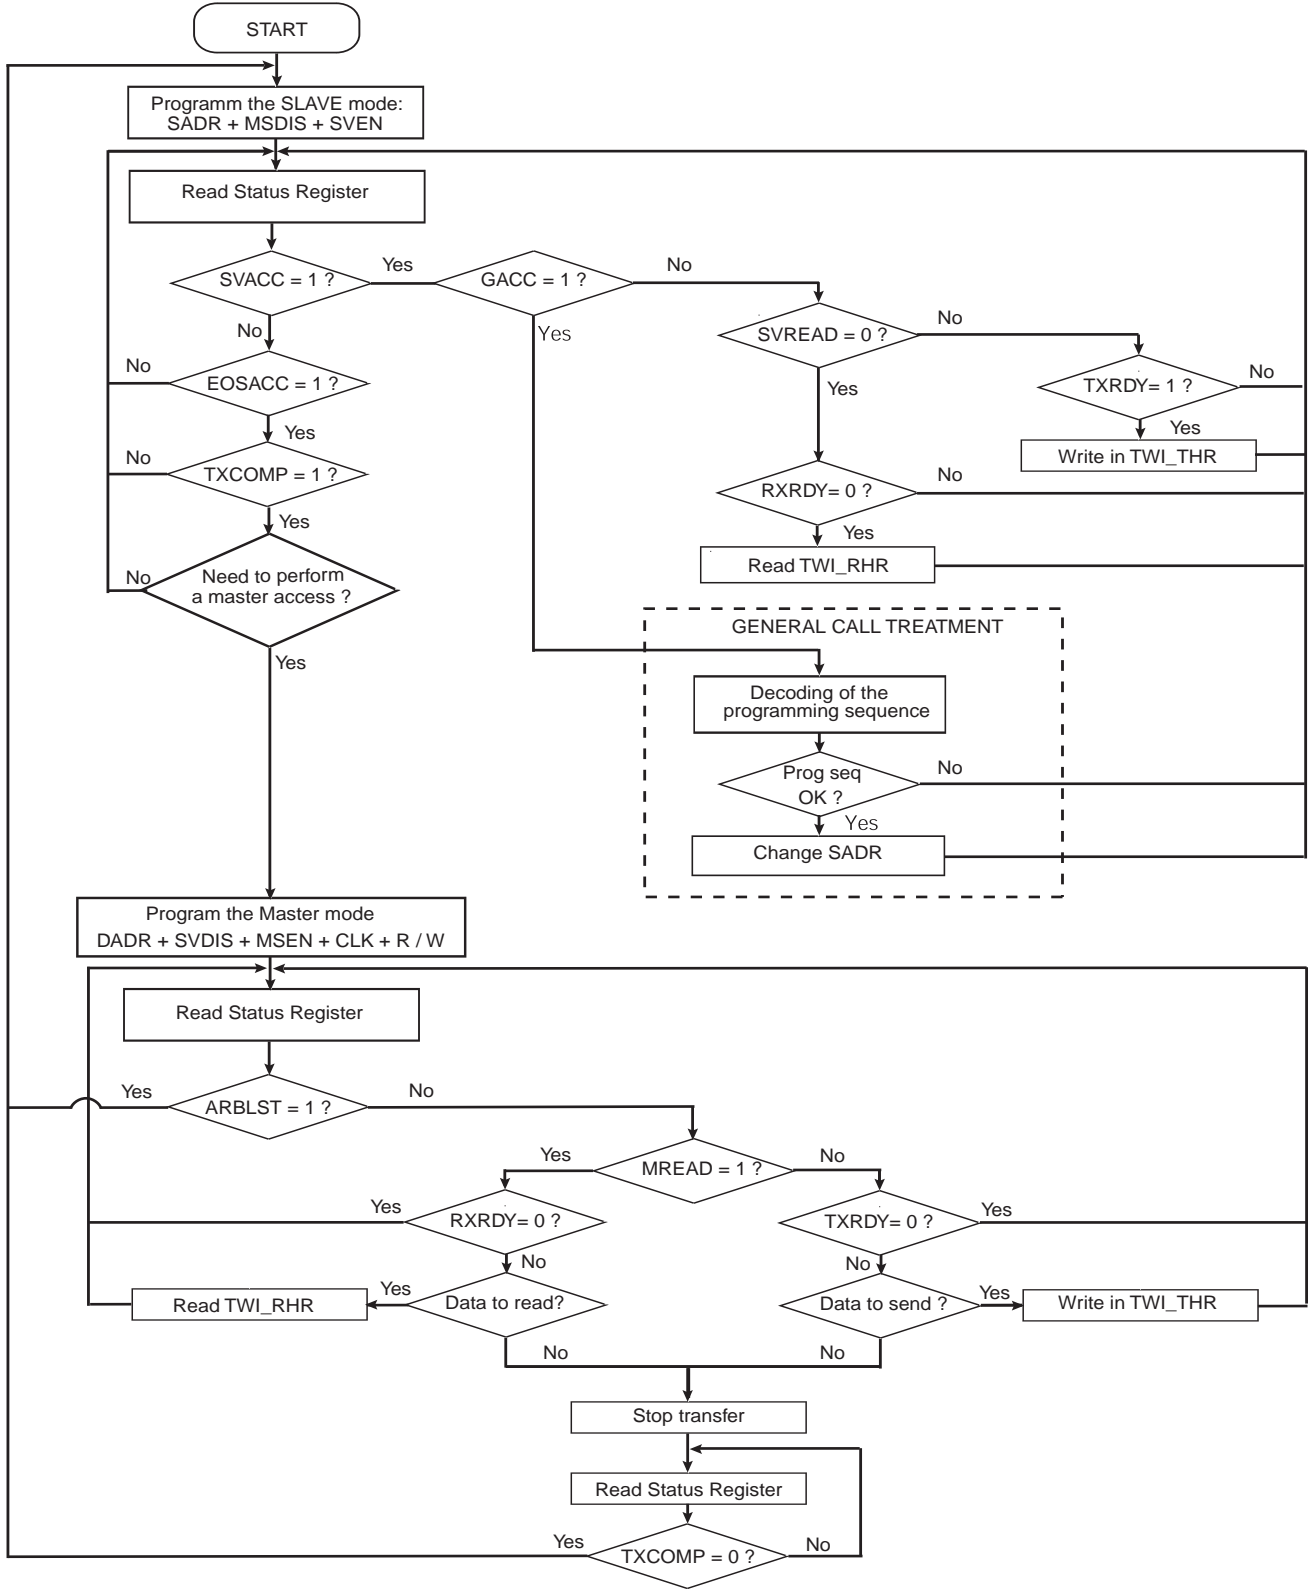 START
Programm the SLAVE mode:
SADR + MSDIS + SVEN
Read Status Register
SVACC = 1 ?
Yes
GACC = 1 ?
No
No
Yes
SVREAD = 0 ?
No
EOSACC = 1 ?
No
Yes
TXRDY= 1 ?
No
Yes
Yes
Write in TWI_THR
TXCOMP = 1 ?
No
RXRDY= 0 ?
No
Yes
Yes
Read TWI_RHR
Need to perform
a master access ?
No
Yes
GENERAL CALL TREATMENT
Decoding of the
programming sequence
Prog seq
OK ?
No
Yes
Change SADR
Program the Master mode
DADR + SVDIS + MSEN + CLK + R / W
Read Status Register
Yes
ARBLST = 1 ?
No
Yes
MREAD = 1 ?
No
Yes
RXRDY= 0 ?
TXRDY= 0 ?
Yes
No
No
Read TWI_RHR
Yes
Data to read?
Data to send ?
Yes
Write in TWI_THR
No
No
Stop transfer
Read Status Register
Yes
TXCOMP = 0 ?
No